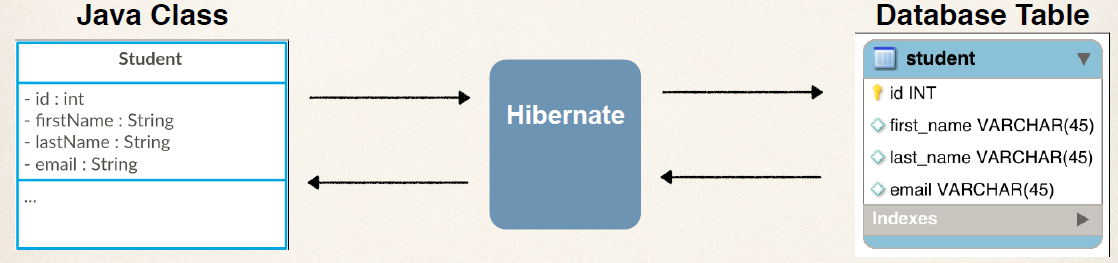 Java Class
Student
- id : int
- firstName : String
- lastName : String
- email : String
...
Hibernate
Database Table
student
id INT
first_name VARCHAR(45)
last_name VARCHAR(45)
email VARCHAR(45)
Indexes